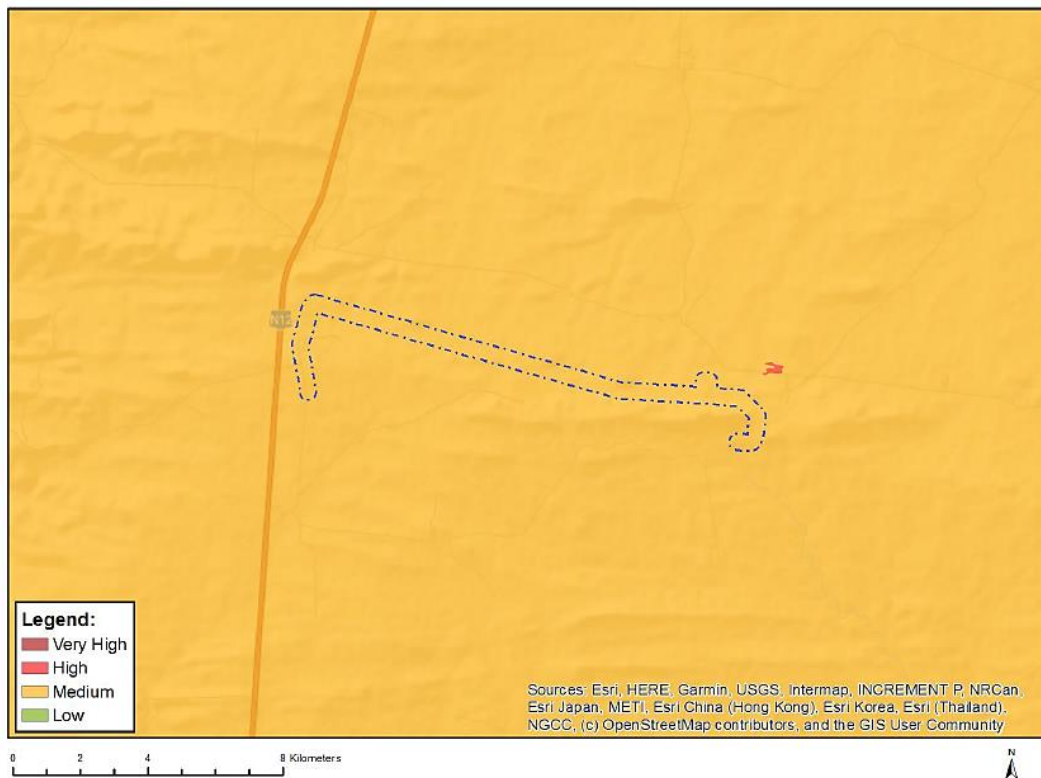 Legend:
Very High
High
Medium
Low
Sources: Esri, HERE, Garmin, USGS, Intermap, INCREMENT P, NRCan,
Esri Japan, METI, Esri China (Hong Kong), Esri Korea, Esri (Thailand),
NGCC, (c) OpenStreetMap contributors, and the GIS User Community
0 2 4 8 Kilometers
N